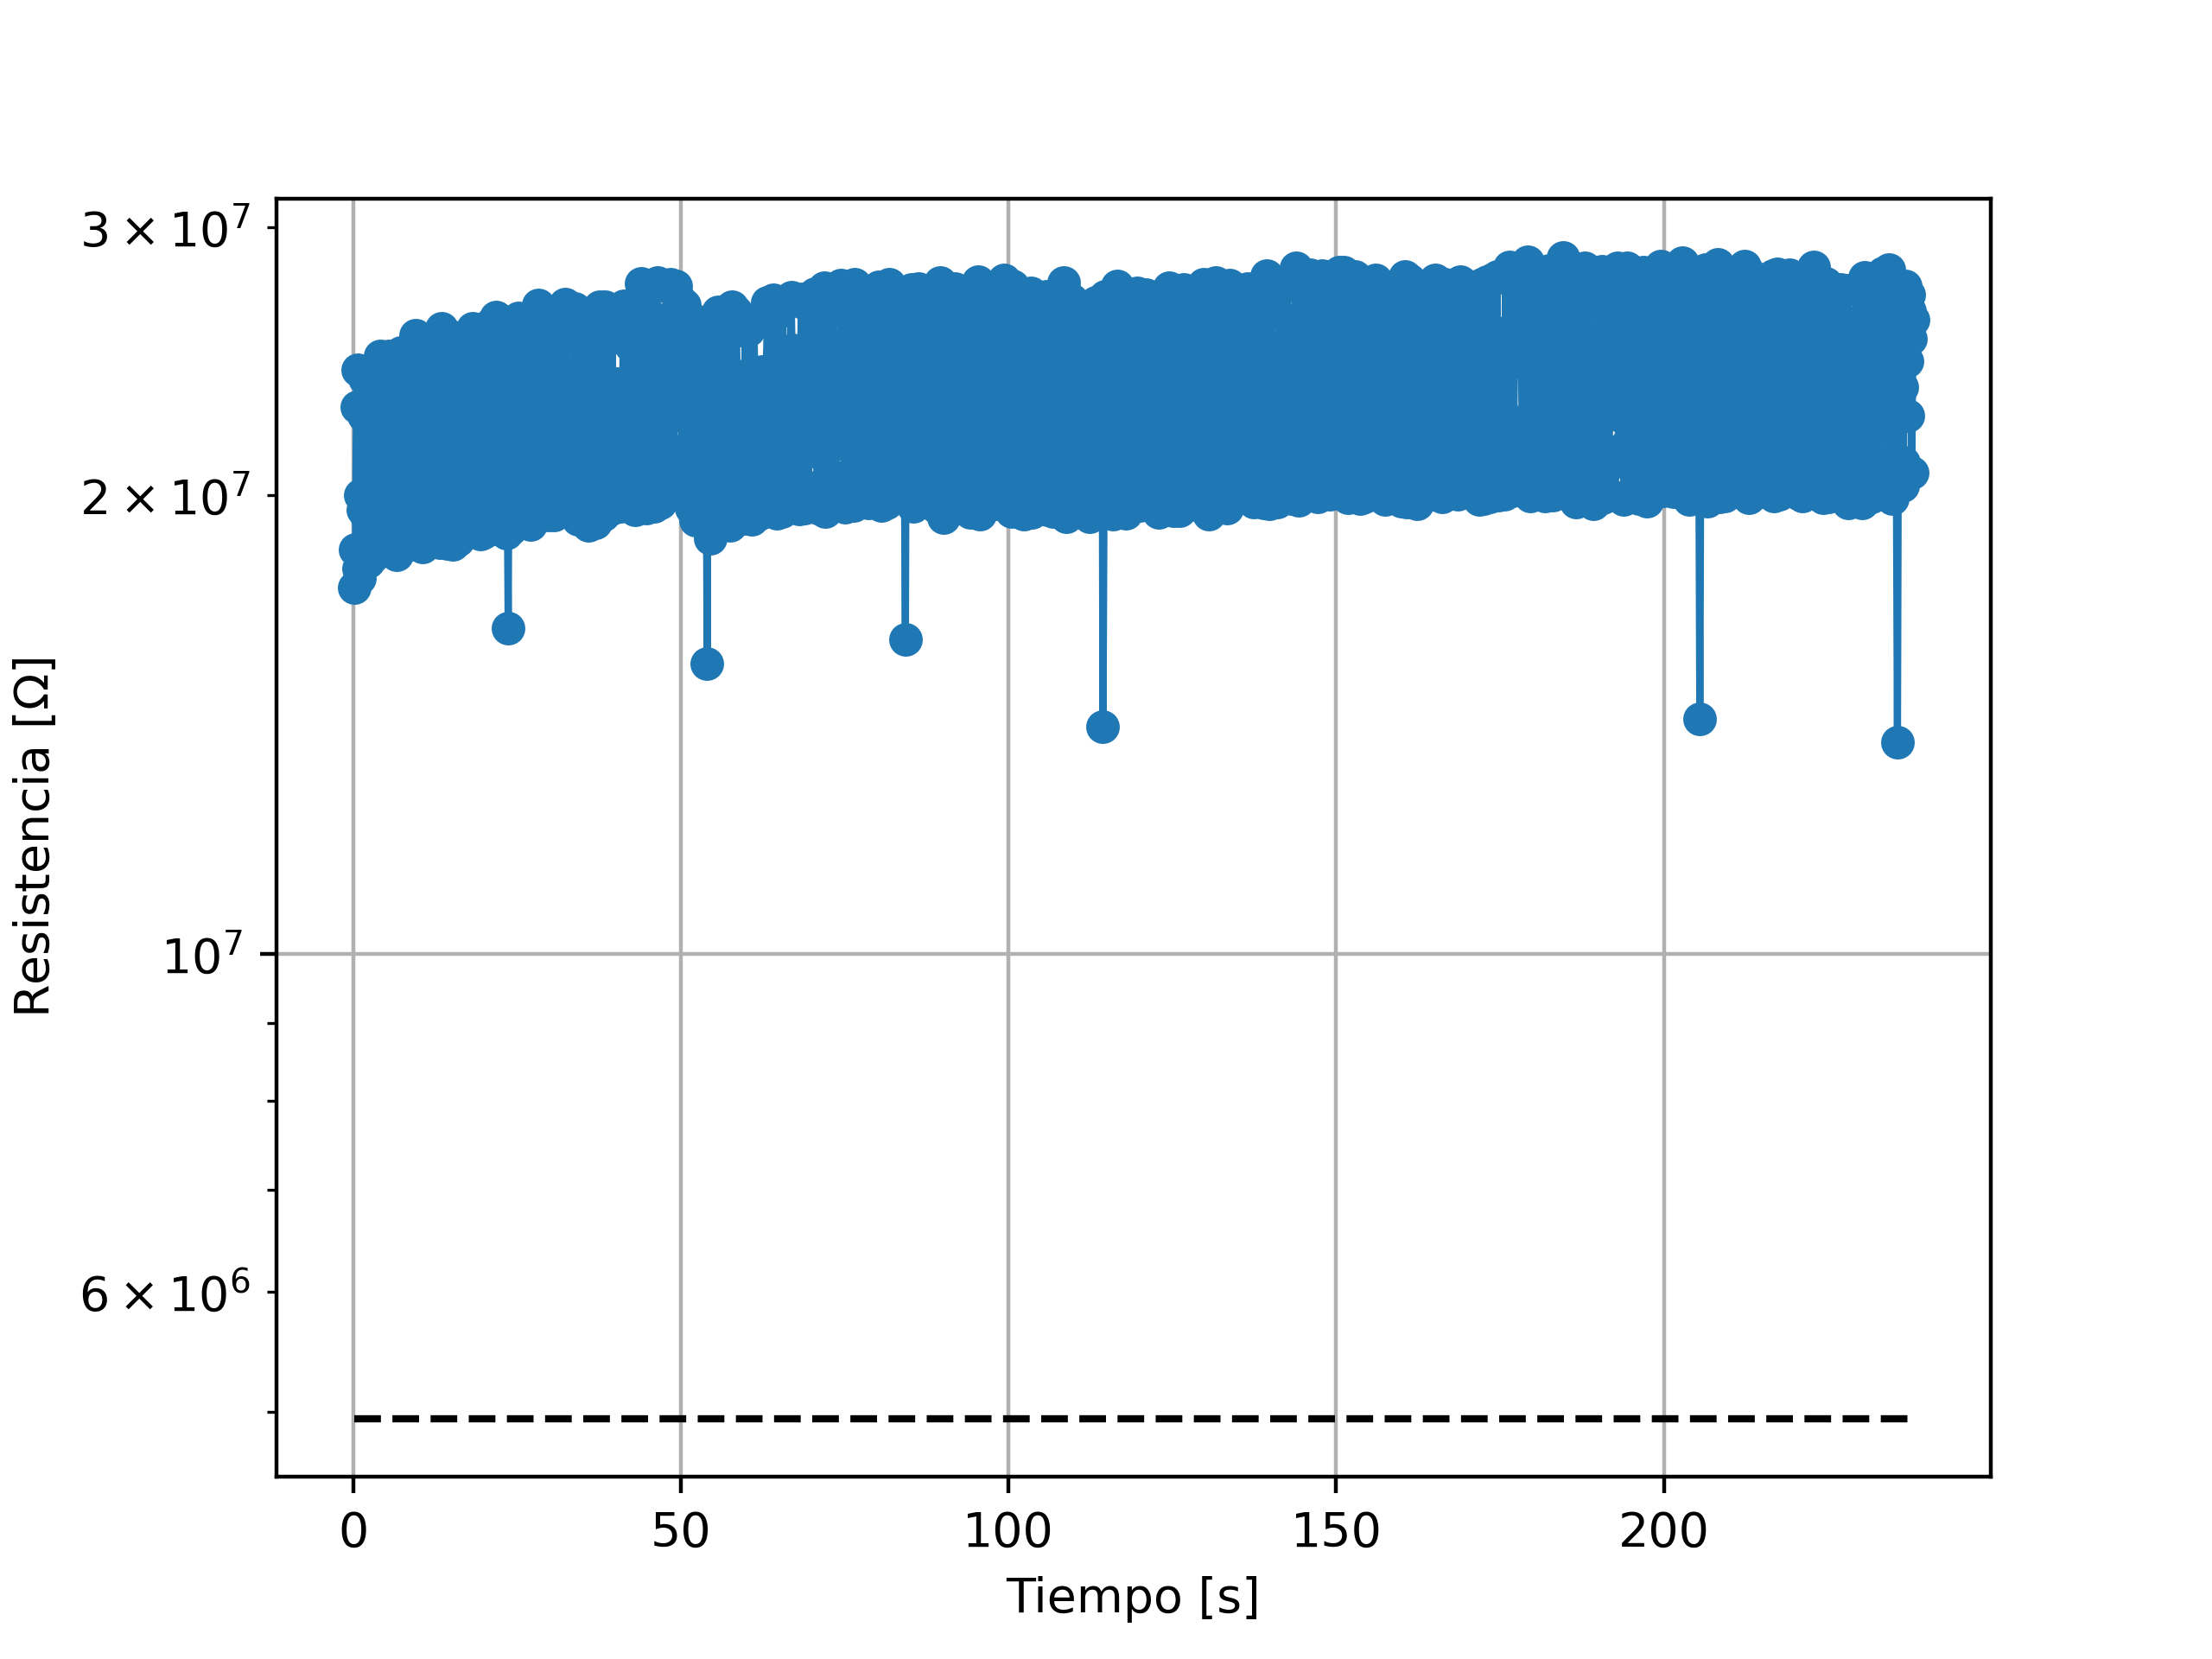 3 × 10⁷
2 × 10⁷
10⁷
6 × 10⁶
Resistencia [Ω]
0 50 100 150 200
Tiempo [s]